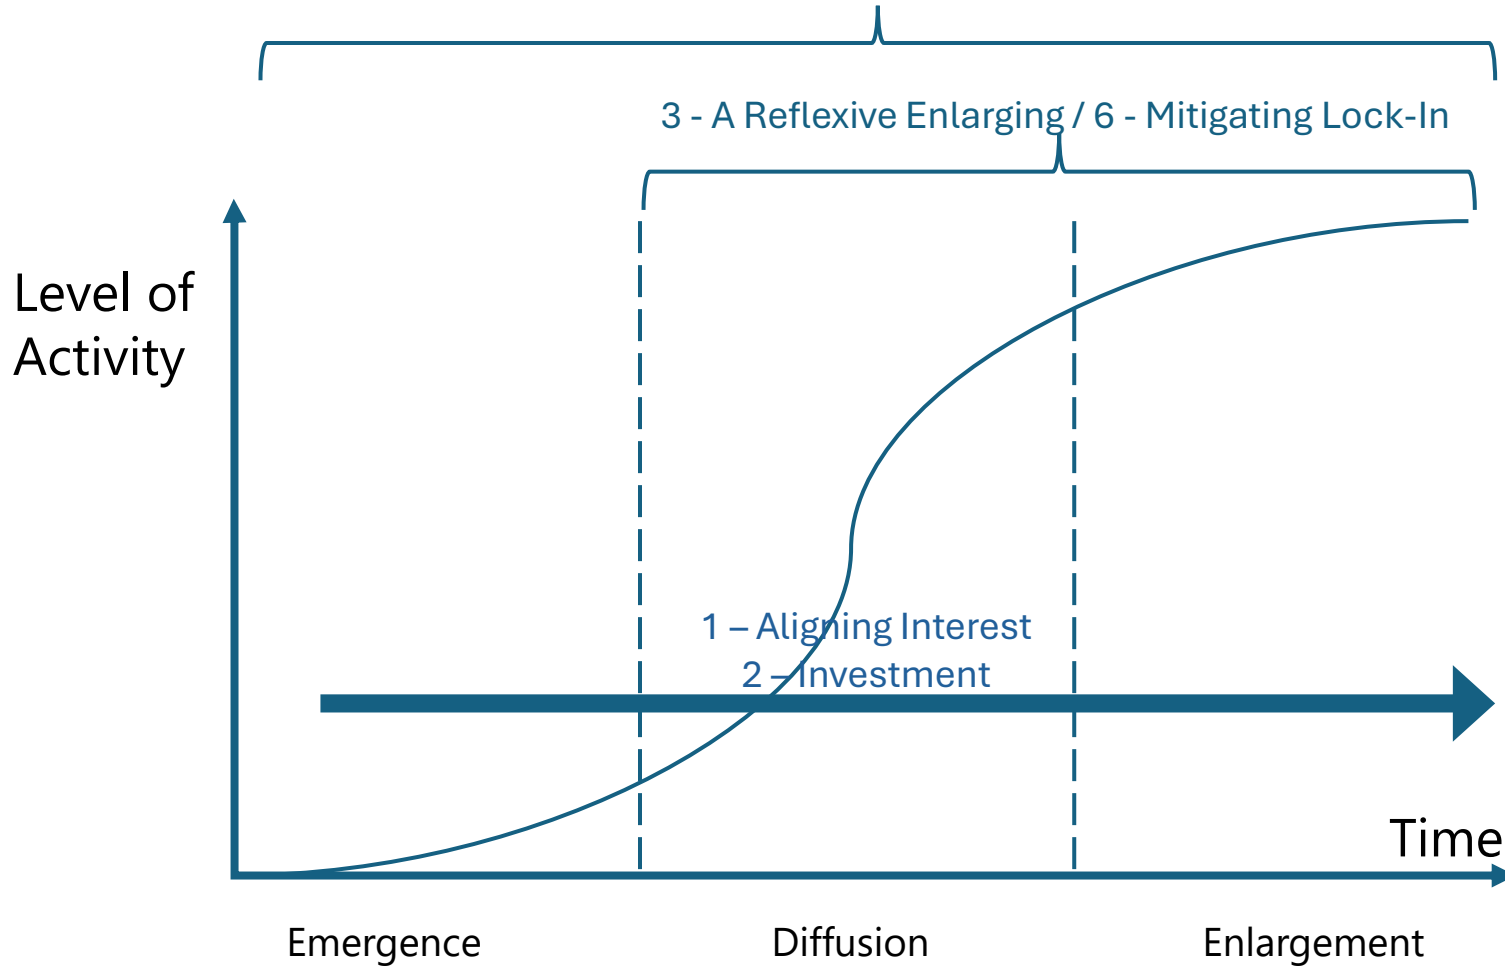 3 - A Reflexive Enlarging / 6 - Mitigating Lock-In
Level of
Activity
1 – Aligning Interest
2 – Investment
Time
Emergence
Diffusion
Enlargement